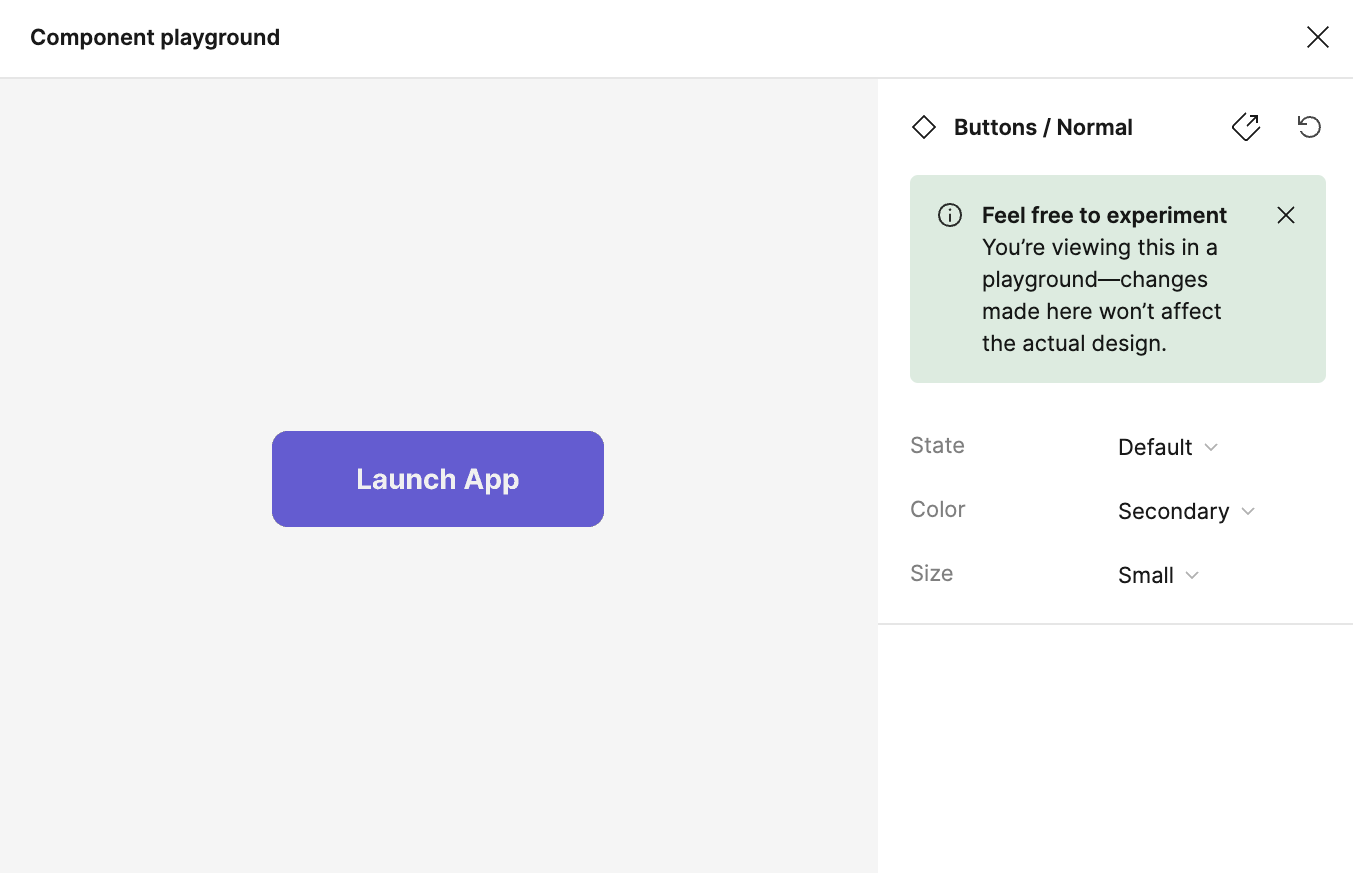 Component playground
Buttons / Normal
Feel free to experiment
You’re viewing this in a
playground—changes
made here won’t affect
the actual design.
Launch App
State
Default
Color
Secondary
Size
Small